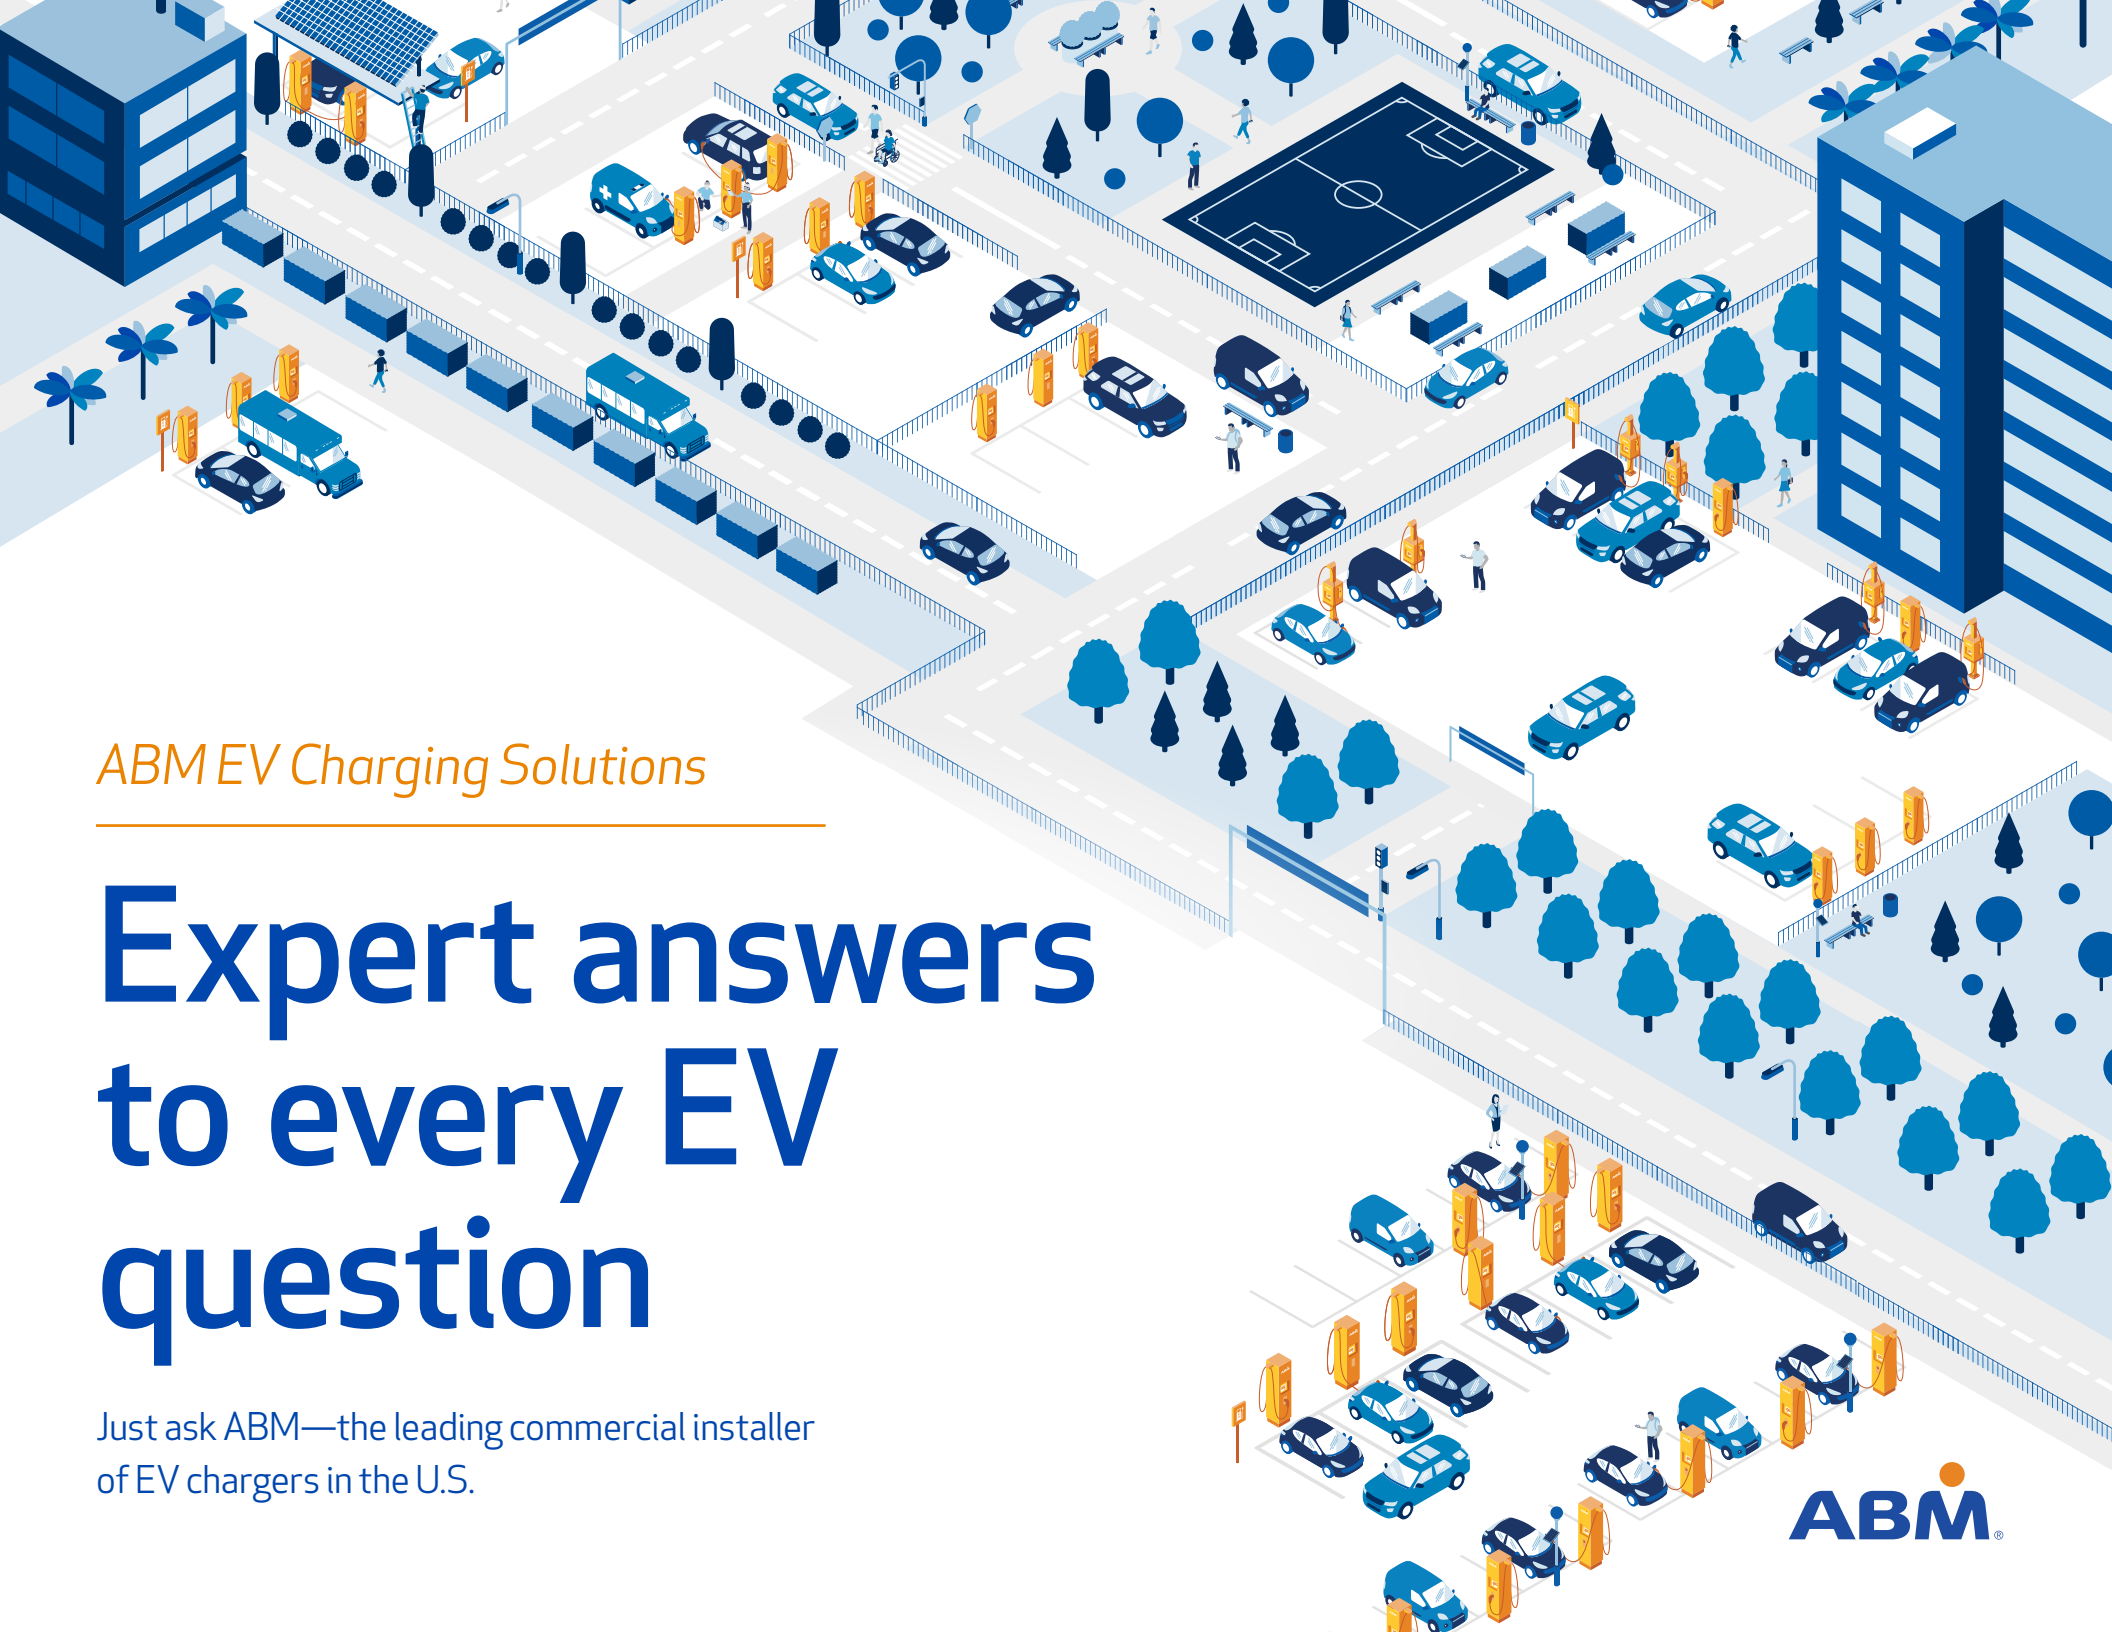 ABM EV Charging Solutions
Expert answers
to every EV
question
Just ask ABM—the leading commercial installer
of EV chargers in the U.S.
ABM®